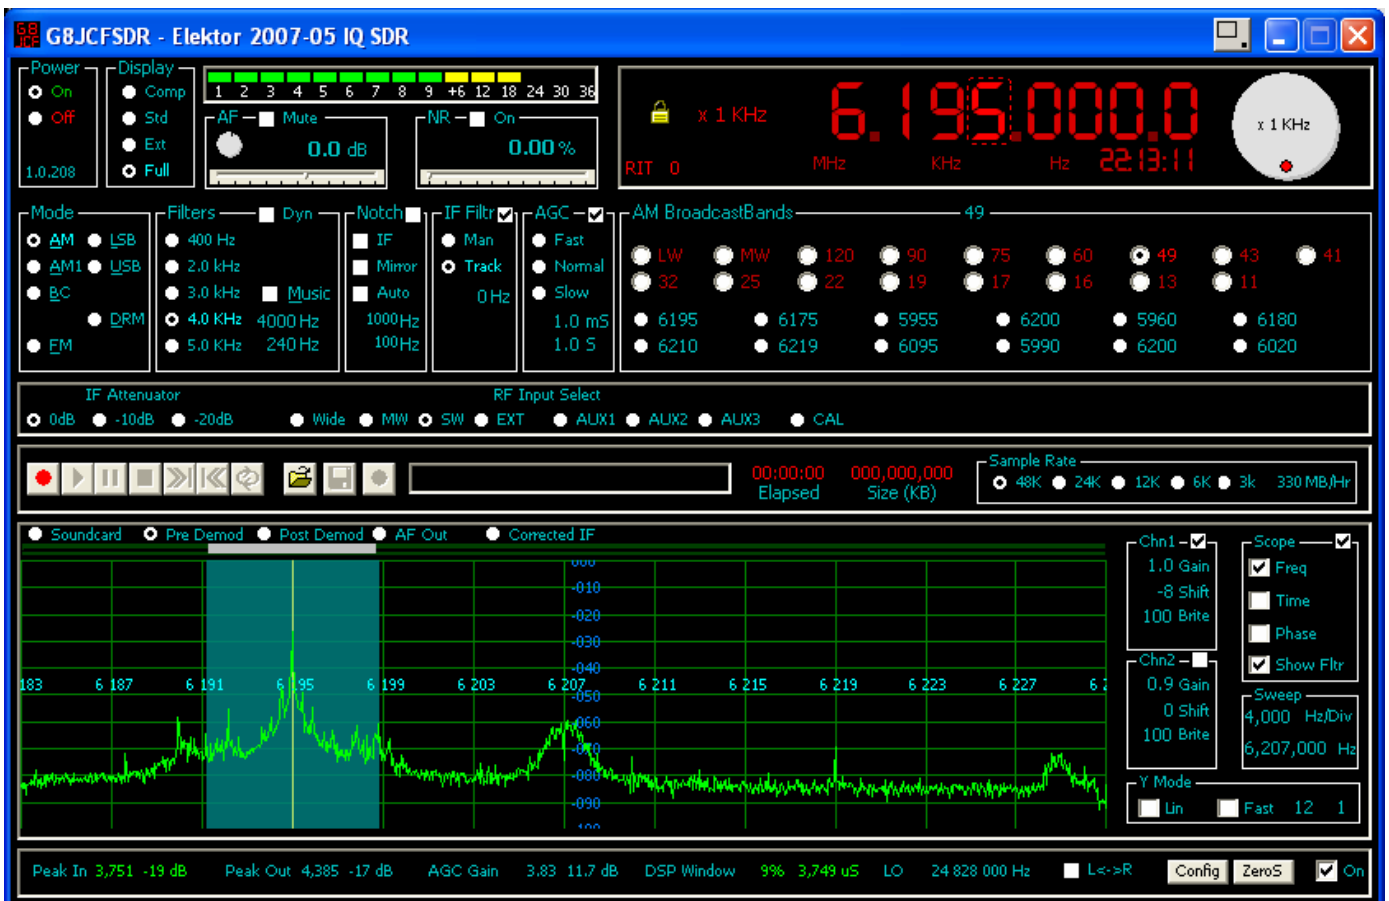 G8JCFSDR - Elektor 2007-05 IQ SDR
Power
On
Off
1.0.208
Display
Comp
Std
Ext
Full
1 2 3 4 5 6 7 8 9 +6 12 18 24 30 36
AF Mute
0.0 dB
NR On
0.00 %
x 1 KHz
6.195.000.0
RIT 0
MHz KHz Hz 22:13:11
x 1 KHz
Mode
AM LSB
AM1 USB
BC
DRM
FM
Filters Dyn
400 Hz
2.0 kHz
3.0 kHz Music
4.0 KHz 4000 Hz
5.0 KHz 240 Hz
Notch
IF
Mirror
Auto
1000 Hz
100 Hz
IF Filtr
Man
Track
0 Hz
AGC
Fast
Normal
Slow
1.0 mS
1.0 S
AM BroadcastBands 49
LW MW 120 90 75 60 49 43 41
32 25 22 19 17 16 13 11
6195 6175 5955 6200 5960 6180
6210 6219 6095 5990 6200 6020
IF Attenuator RF Input Select
0dB -10dB -20dB Wide MW SW EXT AUX1 AUX2 AUX3 CAL
00:00:00 000,000,000
Elapsed Size (KB)
Sample Rate
48K 24K 12K 6K 3k 330 MB/Hr
Soundcard Pre Demod Post Demod AF Out Corrected IF
000
-010
-020
-030
-040
183 6 187 6 191 6 195 6 199 6 203 6 207 6 211 6 215 6 219 6 223 6 227 6 2
-050
-060
-070
-080
-090
-100
Chn1
1.0 Gain
-8 Shift
100 Brite
Chn2
0.9 Gain
0 Shift
100 Brite
Scope
Freq
Time
Phase
Show Fltr
Sweep
4,000 Hz/Div
6,207,000 Hz
Y Mode
Lin Fast 12 1
Peak In 3,751 -19 dB Peak Out 4,385 -17 dB AGC Gain 3.83 11.7 dB DSP Window 9% 3,749 uS LO 24 828 000 Hz L<->R Config ZeroS On